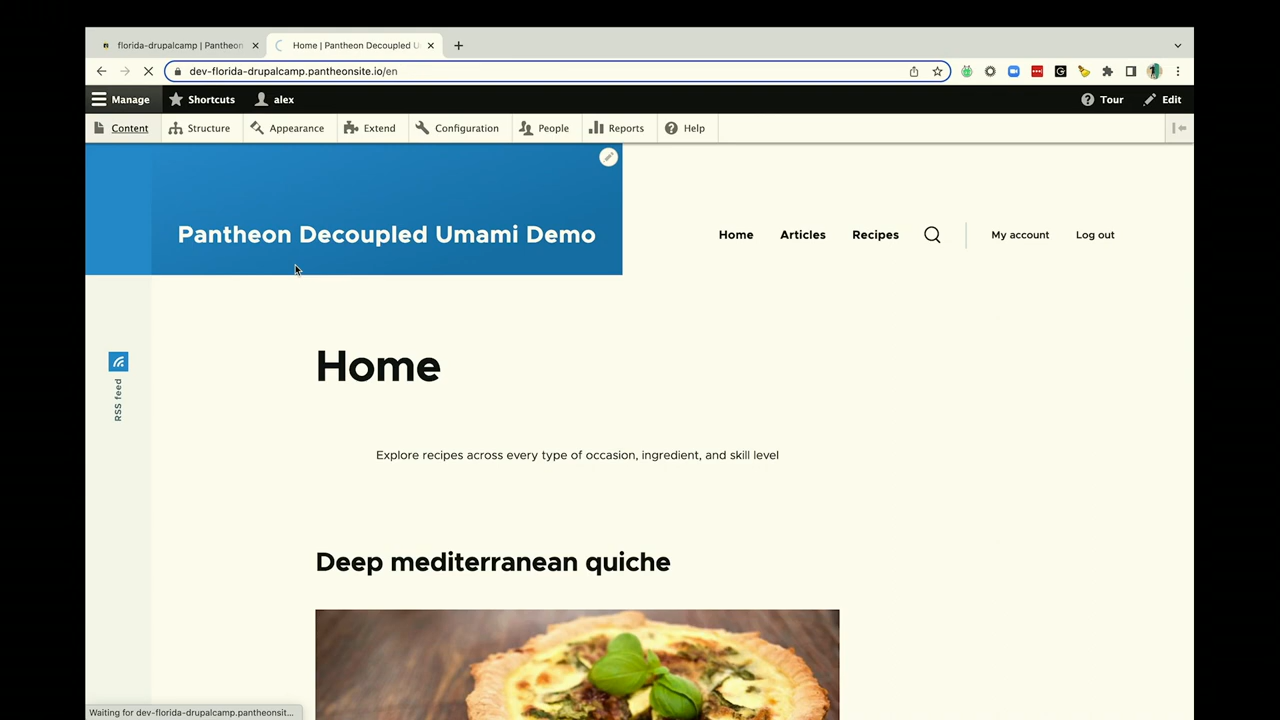 florida-drupalcamp | Pantheon
Home | Pantheon Decoupled U
dev-florida-drupalcamp.pantheonsite.io/en
Manage Shortcuts alex Tour Edit
Content Structure Appearance Extend Configuration People Reports Help
Pantheon Decoupled Umami Demo
Home Articles Recipes My account Log out
RSS feed
Home
Explore recipes across every type of occasion, ingredient, and skill level
Deep mediterranean quiche
Waiting for dev-florida-drupalcamp.pantheonsit...